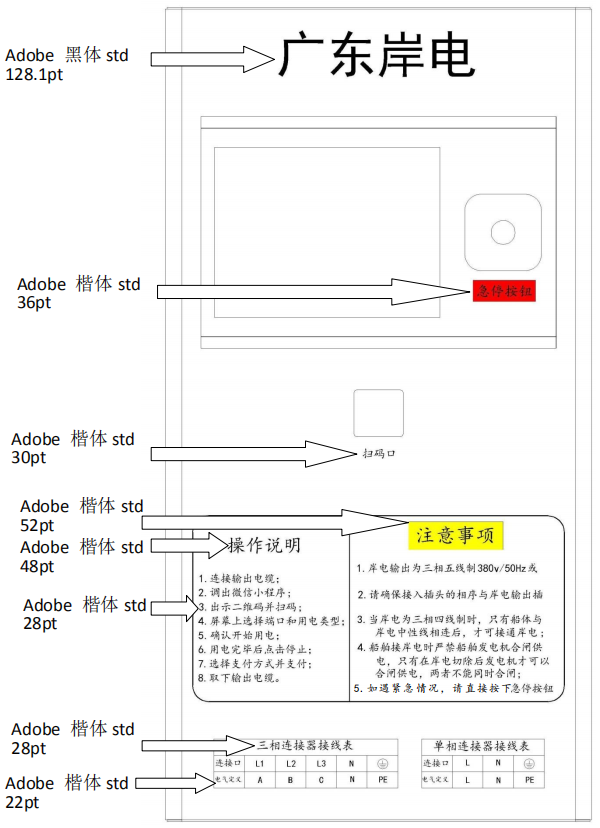 Adobe 黑体 std
128.1pt
广东岸电
Adobe 楷体 std
36pt
急停按钮
Adobe 楷体 std
30pt
扫码口
Adobe 楷体 std
52pt
Adobe 楷体 std
48pt
Adobe 楷体 std
28pt
操作说明
1. 连接输出电缆；
2. 调出微信小程序；
3. 出示二维码并扫码；
4. 屏幕上选择端口和用电类型；
5. 确认开始用电；
6. 用电完毕后点击停止；
7. 选择支付方式并支付；
8. 取下输出电缆。
注意事项
1. 岸电输出为三相五线制380v/50Hz或
2. 请确保接入插头的相序与岸电输出插
3. 当岸电为三相四线制时，只有船体与
岸电中性线相连后，才可接通岸电；
4. 船舶接岸电时严禁船舶发电机合闸供
电，只有在岸电切除后发电机才可以
合闸供电，两者不能同时合闸；
5. 如遇紧急情况，请直接按下急停按钮
Adobe 楷体 std
28pt
Adobe 楷体 std
22pt
三相连接器接线表
连接口 L1 L2 L3 N
电气定义 A B C N PE
单相连接器接线表
连接口 L N
电气定义 L N PE